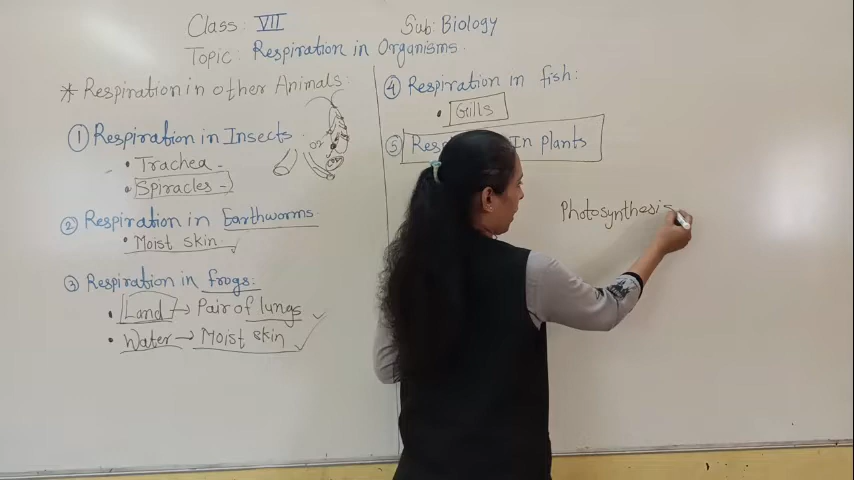 Class: VII Sub: Biology
Topic: Respiration in Organisms.
* Respiration in other Animals:
① Respiration in Insects
• Trachea
• Spiracles
② Respiration in Earthworms
• Moist skin
③ Respiration in frogs:
• Land → Pair of lungs
• Water → Moist skin
④ Respiration in fish:
• Gills
⑤ In plants
Photosynthesis